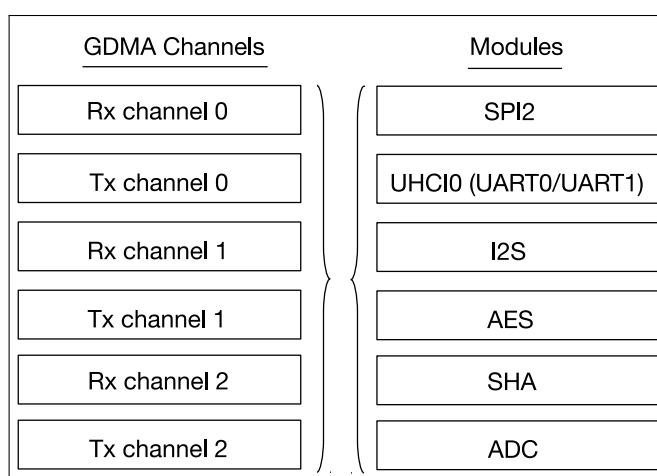 GDMA Channels
Modules
Rx channel 0
SPI2
Tx channel 0
UHCI0 (UART0/UART1)
Rx channel 1
I2S
Tx channel 1
AES
Rx channel 2
SHA
Tx channel 2
ADC